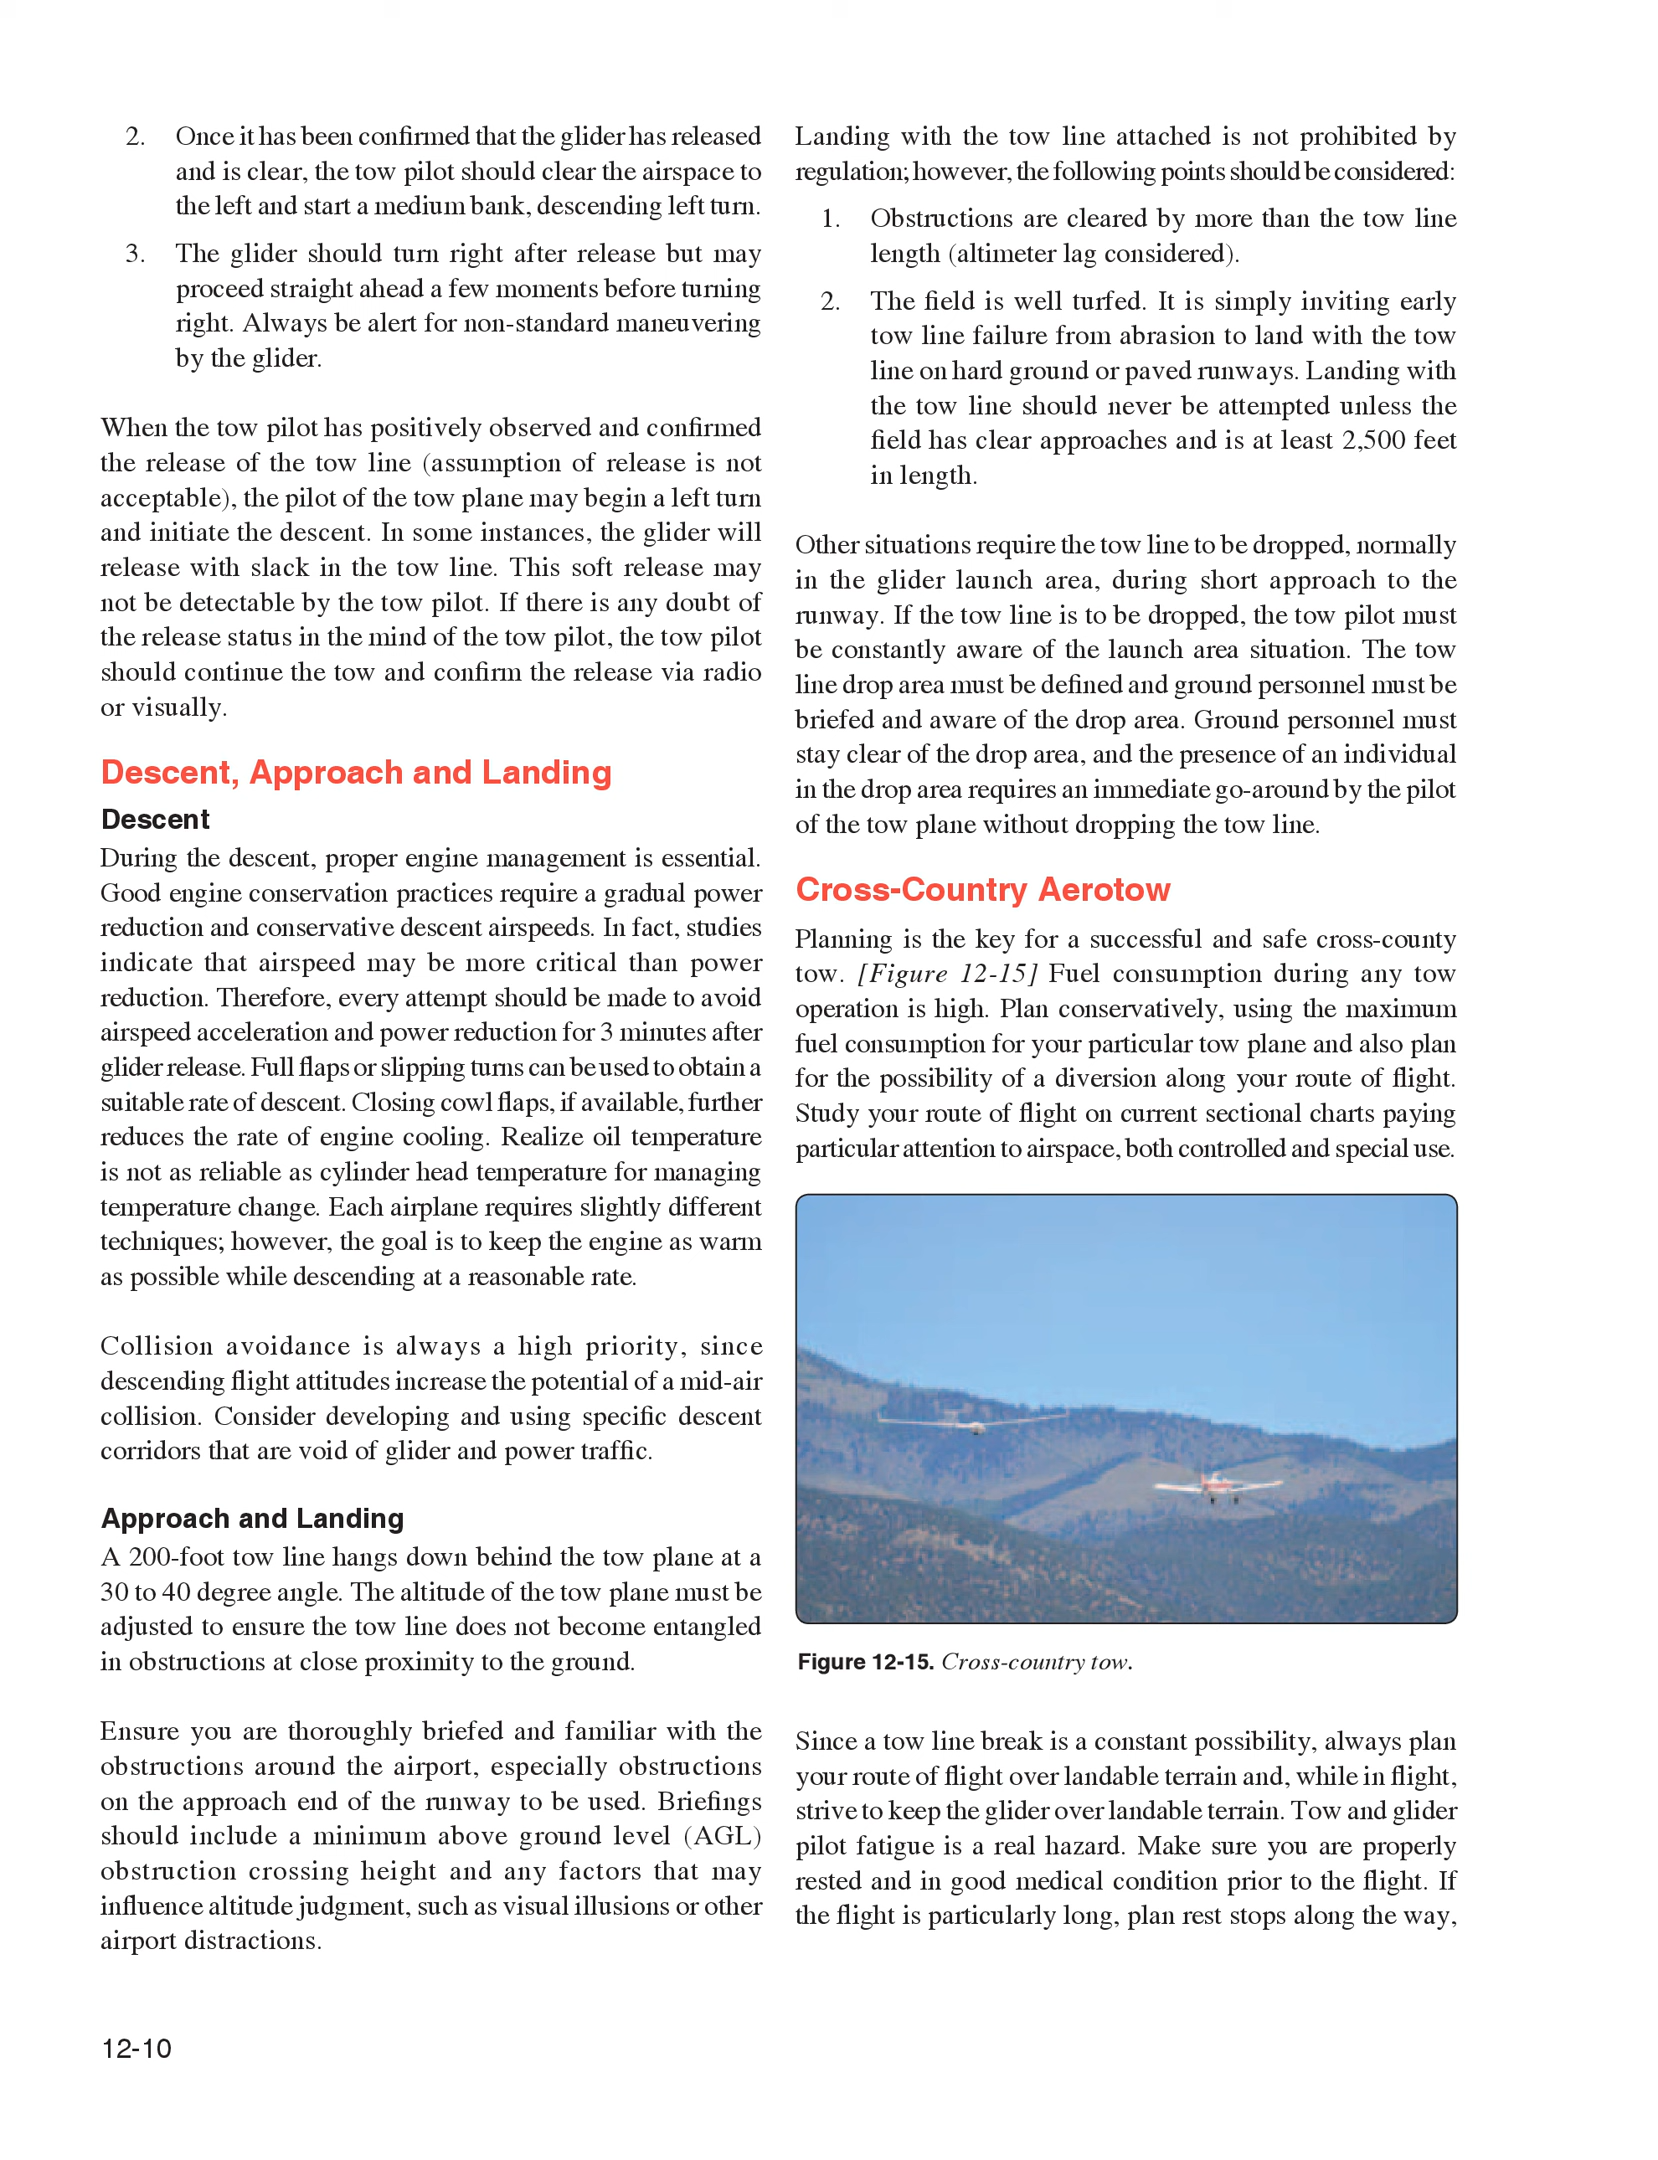 2. Once it has been confirmed that the glider has released
and is clear, the tow pilot should clear the airspace to
the left and start a medium bank, descending left turn.
3. The glider should turn right after release but may
proceed straight ahead a few moments before turning
right. Always be alert for non-standard maneuvering
by the glider.
When the tow pilot has positively observed and confirmed
the release of the tow line (assumption of release is not
acceptable), the pilot of the tow plane may begin a left turn
and initiate the descent. In some instances, the glider will
release with slack in the tow line. This soft release may
not be detectable by the tow pilot. If there is any doubt of
the release status in the mind of the tow pilot, the tow pilot
should continue the tow and confirm the release via radio
or visually.
Descent, Approach and Landing
Descent
During the descent, proper engine management is essential.
Good engine conservation practices require a gradual power
reduction and conservative descent airspeeds. In fact, studies
indicate that airspeed may be more critical than power
reduction. Therefore, every attempt should be made to avoid
airspeed acceleration and power reduction for 3 minutes after
glider release. Full flaps or slipping turns can be used to obtain a
suitable rate of descent. Closing cowl flaps, if available, further
reduces the rate of engine cooling. Realize oil temperature
is not as reliable as cylinder head temperature for managing
temperature change. Each airplane requires slightly different
techniques; however, the goal is to keep the engine as warm
as possible while descending at a reasonable rate.
Collision avoidance is always a high priority, since
descending flight attitudes increase the potential of a mid-air
collision. Consider developing and using specific descent
corridors that are void of glider and power traffic.
Approach and Landing
A 200-foot tow line hangs down behind the tow plane at a
30 to 40 degree angle. The altitude of the tow plane must be
adjusted to ensure the tow line does not become entangled
in obstructions at close proximity to the ground.
Ensure you are thoroughly briefed and familiar with the
obstructions around the airport, especially obstructions
on the approach end of the runway to be used. Briefings
should include a minimum above ground level (AGL)
obstruction crossing height and any factors that may
influence altitude judgment, such as visual illusions or other
airport distractions.
Landing with the tow line attached is not prohibited by
regulation; however, the following points should be considered:
1. Obstructions are cleared by more than the tow line
length (altimeter lag considered).
2. The field is well turfed. It is simply inviting early
tow line failure from abrasion to land with the tow
line on hard ground or paved runways. Landing with
the tow line should never be attempted unless the
field has clear approaches and is at least 2,500 feet
in length.
Other situations require the tow line to be dropped, normally
in the glider launch area, during short approach to the
runway. If the tow line is to be dropped, the tow pilot must
be constantly aware of the launch area situation. The tow
line drop area must be defined and ground personnel must be
briefed and aware of the drop area. Ground personnel must
stay clear of the drop area, and the presence of an individual
in the drop area requires an immediate go-around by the pilot
of the tow plane without dropping the tow line.
Cross-Country Aerotow
Planning is the key for a successful and safe cross-county
tow. [Figure 12-15] Fuel consumption during any tow
operation is high. Plan conservatively, using the maximum
fuel consumption for your particular tow plane and also plan
for the possibility of a diversion along your route of flight.
Study your route of flight on current sectional charts paying
particular attention to airspace, both controlled and special use.
Figure 12-15. Cross-country tow.
Since a tow line break is a constant possibility, always plan
your route of flight over landable terrain and, while in flight,
strive to keep the glider over landable terrain. Tow and glider
pilot fatigue is a real hazard. Make sure you are properly
rested and in good medical condition prior to the flight. If
the flight is particularly long, plan rest stops along the way,
12-10